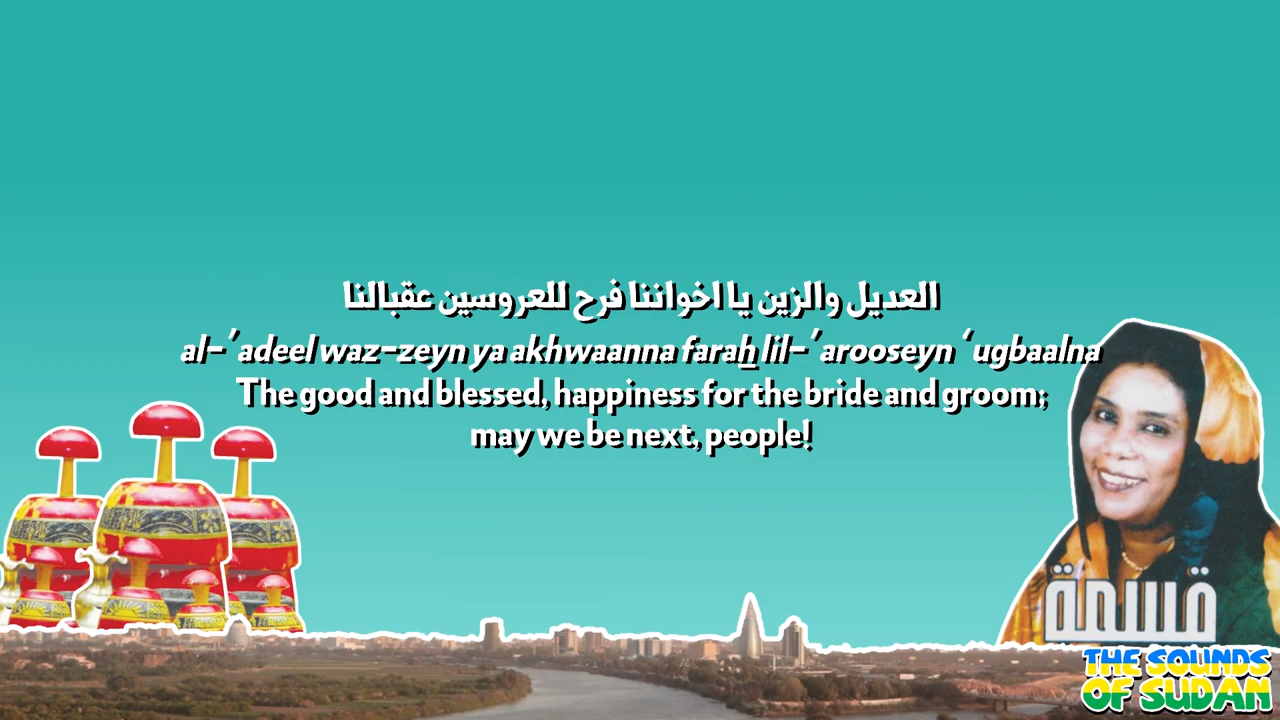 العديل والزين يا اخواننا فرح للعروسين عقبالنا
al-'adeel waz-zeyn ya akhwaanna faraẖ lil-'arooseyn ‘ugbaalna
The good and blessed, happiness for the bride and groom;
may we be next, people!
قسمة
THE SOUNDS
OF SUDAN